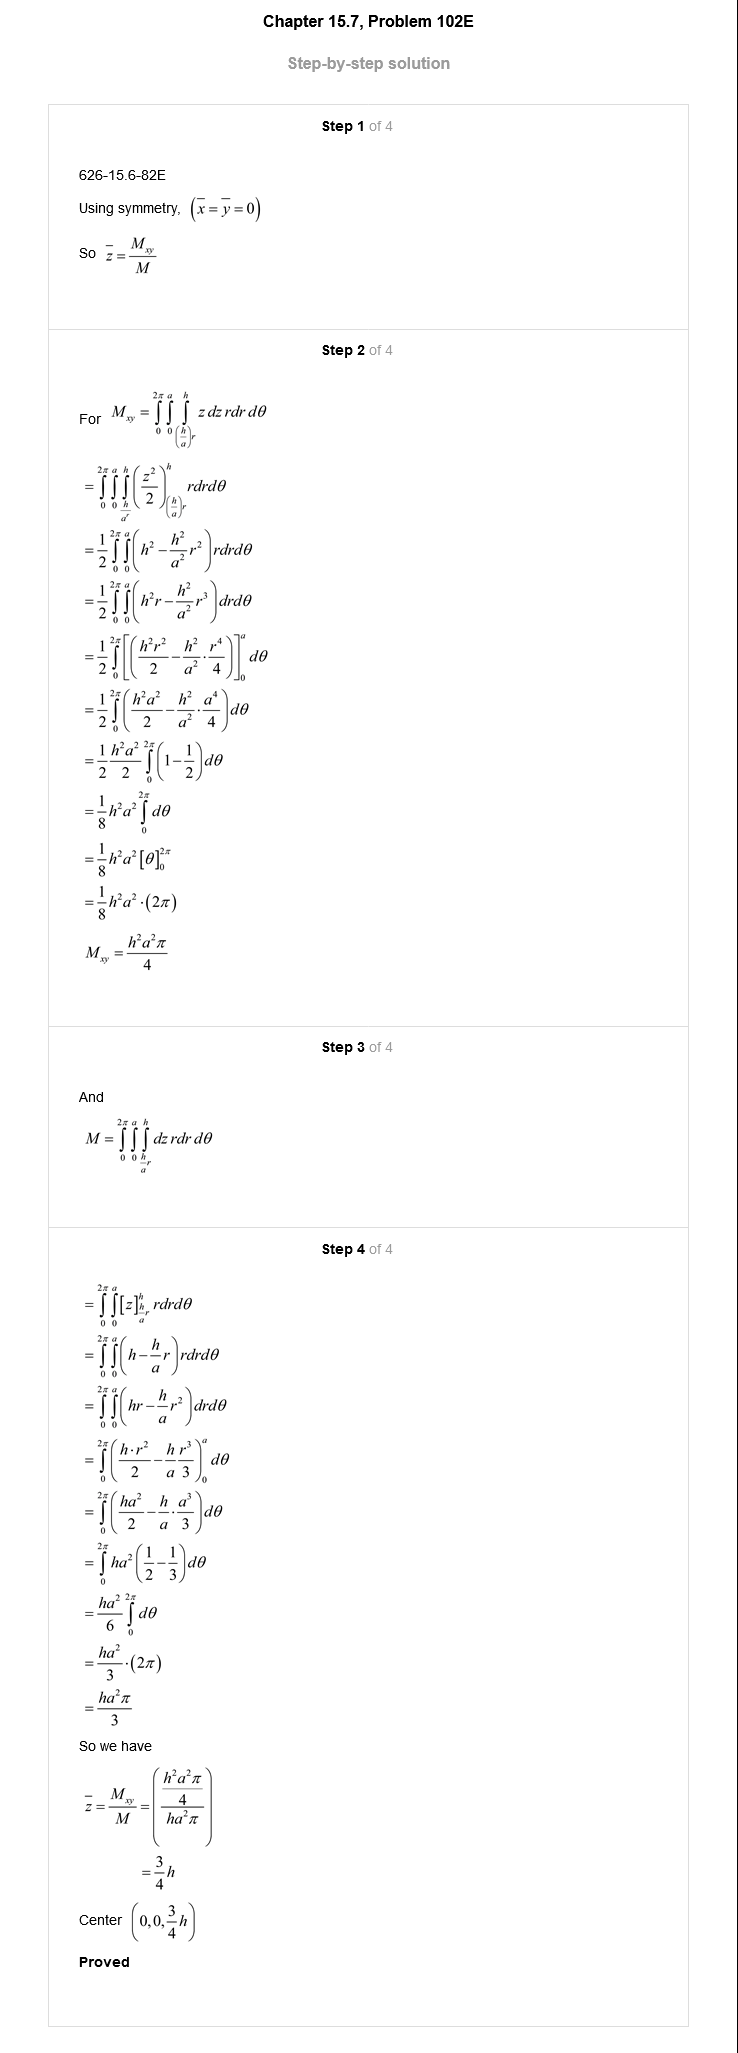 Chapter 15.7, Problem 102E
Step-by-step solution
Step 1 of 4
626-15.6-82E
Using symmetry, $\left(\overline{x}=\overline{y}=0\right)$
So $\overline{z}=\frac{M_{xy}}{M}$
Step 2 of 4
For $M_{xy}=\int_0^{2\pi}\int_0^a\int_{\left(\frac{h}{a}\right)r}^h z\,dz\,rdr\,d\theta$
$=\int_0^{2\pi}\int_0^a\int_{\frac{h}{a^r}}^h\left(\frac{z^2}{2}\right)_{\left(\frac{h}{a}\right)r}^h rdrd\theta$
$=\frac{1}{2}\int_0^{2\pi}\int_0^a\left(h^2-\frac{h^2}{a^2}r^2\right)rdrd\theta$
$=\frac{1}{2}\int_0^{2\pi}\int_0^a\left(h^2r-\frac{h^2}{a^2}r^3\right)drd\theta$
$=\frac{1}{2}\int_0^{2\pi}\left[\left(\frac{h^2r^2}{2}-\frac{h^2}{a^2}\cdot\frac{r^4}{4}\right)\right]_0^a d\theta$
$=\frac{1}{2}\int_0^{2\pi}\left(\frac{h^2a^2}{2}-\frac{h^2}{a^2}\cdot\frac{a^4}{4}\right)d\theta$
$=\frac{1}{2}\frac{h^2a^2}{2}\int_0^{2\pi}\left(1-\frac{1}{2}\right)d\theta$
$=\frac{1}{8}h^2a^2\int_0^{2\pi}d\theta$
$=\frac{1}{8}h^2a^2\left[\theta\right]_0^{2\pi}$
$=\frac{1}{8}h^2a^2\cdot(2\pi)$
$M_{xy}=\frac{h^2a^2\pi}{4}$
Step 3 of 4
And
$M=\int_0^{2\pi}\int_0^a\int_{\frac{h}{a}r}^h dz\,rdr\,d\theta$
Step 4 of 4
$=\int_0^{2\pi}\int_0^a[z]_{\frac{h}{a}r}^h rdrd\theta$
$=\int_0^{2\pi}\int_0^a\left(h-\frac{h}{a}r\right)rdrd\theta$
$=\int_0^{2\pi}\int_0^a\left(hr-\frac{h}{a}r^2\right)drd\theta$
$=\int_0^{2\pi}\left(\frac{h\cdot r^2}{2}-\frac{h}{a}\frac{r^3}{3}\right)_0^a d\theta$
$=\int_0^{2\pi}\left(\frac{ha^2}{2}-\frac{h}{a}\cdot\frac{a^3}{3}\right)d\theta$
$=\int_0^{2\pi}ha^2\left(\frac{1}{2}-\frac{1}{3}\right)d\theta$
$=\frac{ha^2}{6}\int_0^{2\pi}d\theta$
$=\frac{ha^2}{3}\cdot(2\pi)$
$=\frac{ha^2\pi}{3}$
So we have
$\overline{z}=\frac{M_{xy}}{M}=\left(\frac{\frac{h^2a^2\pi}{4}}{ha^2\pi}\right)$
$=\frac{3}{4}h$
Center $\left(0,0,\frac{3}{4}h\right)$
Proved